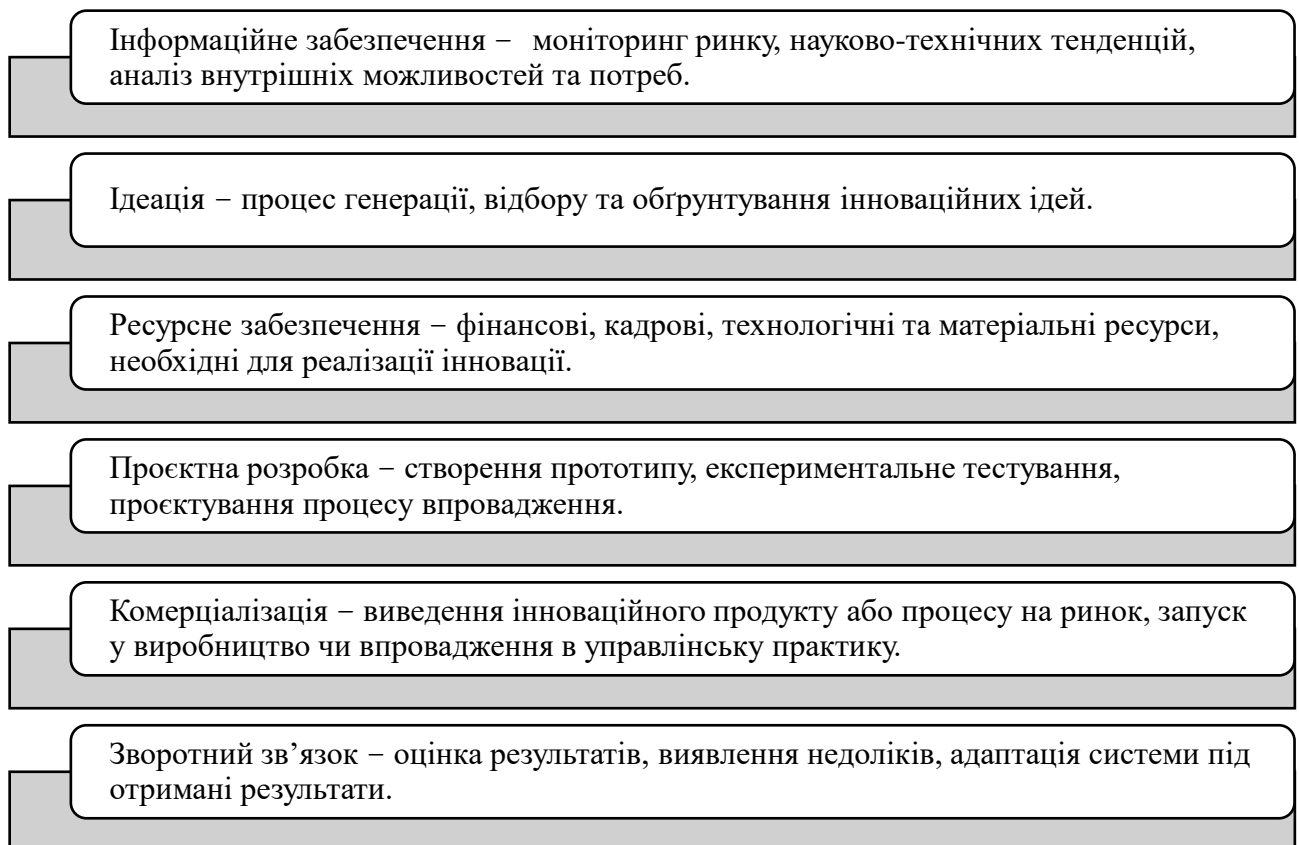 Інформаційне забезпечення – моніторинг ринку, науково-технічних тенденцій,
аналіз внутрішніх можливостей та потреб.
Ідеація – процес генерації, відбору та обґрунтування інноваційних ідей.
Ресурсне забезпечення – фінансові, кадрові, технологічні та матеріальні ресурси,
необхідні для реалізації інновації.
Проєктна розробка – створення прототипу, експериментальне тестування,
проєктування процесу впровадження.
Комерціалізація – виведення інноваційного продукту або процесу на ринок, запуск
у виробництво чи впровадження в управлінську практику.
Зворотний зв’язок – оцінка результатів, виявлення недоліків, адаптація системи під
отримані результати.